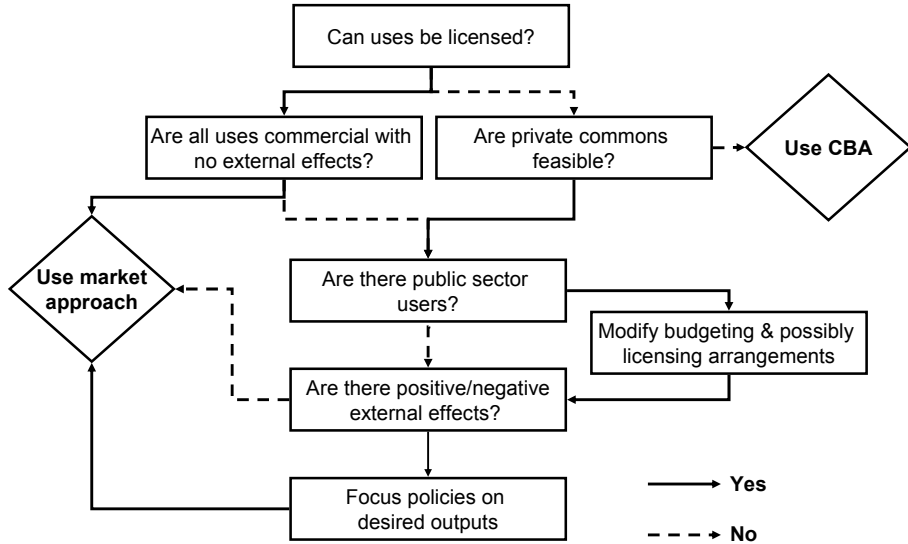 Can uses be licensed?
Are all uses commercial with
no external effects?
Are private commons
feasible?
Use CBA
Use market
approach
Are there public sector
users?
Modify budgeting & possibly
licensing arrangements
Are there positive/negative
external effects?
Focus policies on
desired outputs
Yes
No